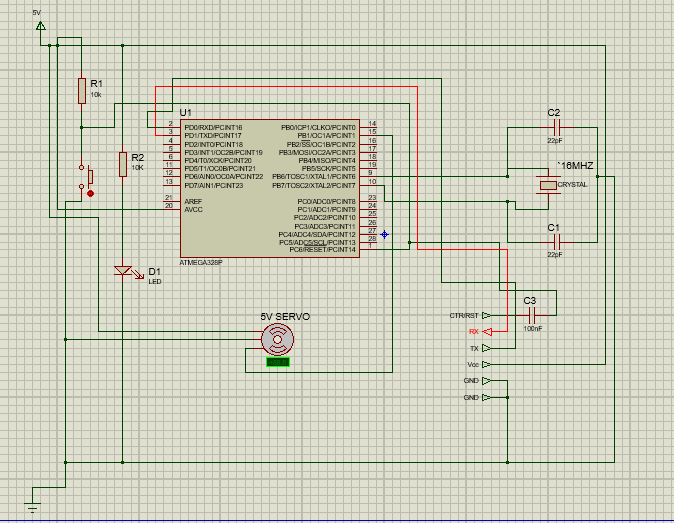 5V
R1
10k
R2
10K
D1
LED
U1
2 PD0/RXD/PCINT16
3 PD1/TXD/PCINT17
4 PD2/INT0/PCINT18
5 PD3/INT1/OC2B/PCINT19
6 PD4/T0/XCK/PCINT20
11 PD5/T1/OC0B/PCINT21
12 PD6/AIN0/OC0A/PCINT22
13 PD7/AIN1/PCINT23
21 AREF
20 AVCC
PB0/ICP1/CLKO/PCINT0 14
PB1/OC1A/PCINT1 15
PB2/SS/OC1B/PCINT2 16
PB3/MOSI/OC2A/PCINT3 17
PB4/MISO/PCINT4 18
PB5/SCK/PCINT5 19
PB6/TOSC1/XTAL1/PCINT6 9
PB7/TOSC2/XTAL2/PCINT7 10
PC0/ADC0/PCINT8 23
PC1/ADC1/PCINT9 24
PC2/ADC2/PCINT10 25
PC3/ADC3/PCINT11 26
PC4/ADC4/SDA/PCINT12 27
PC5/ADC5/SCL/PCINT13 28
PC6/RESET/PCINT14 1
ATMEGA328P
5V SERVO
C2
22pF
`16MHZ
CRYSTAL
C1
22pF
C3
100nF
CTR/RST
RX
TX
Vcc
GND
GND